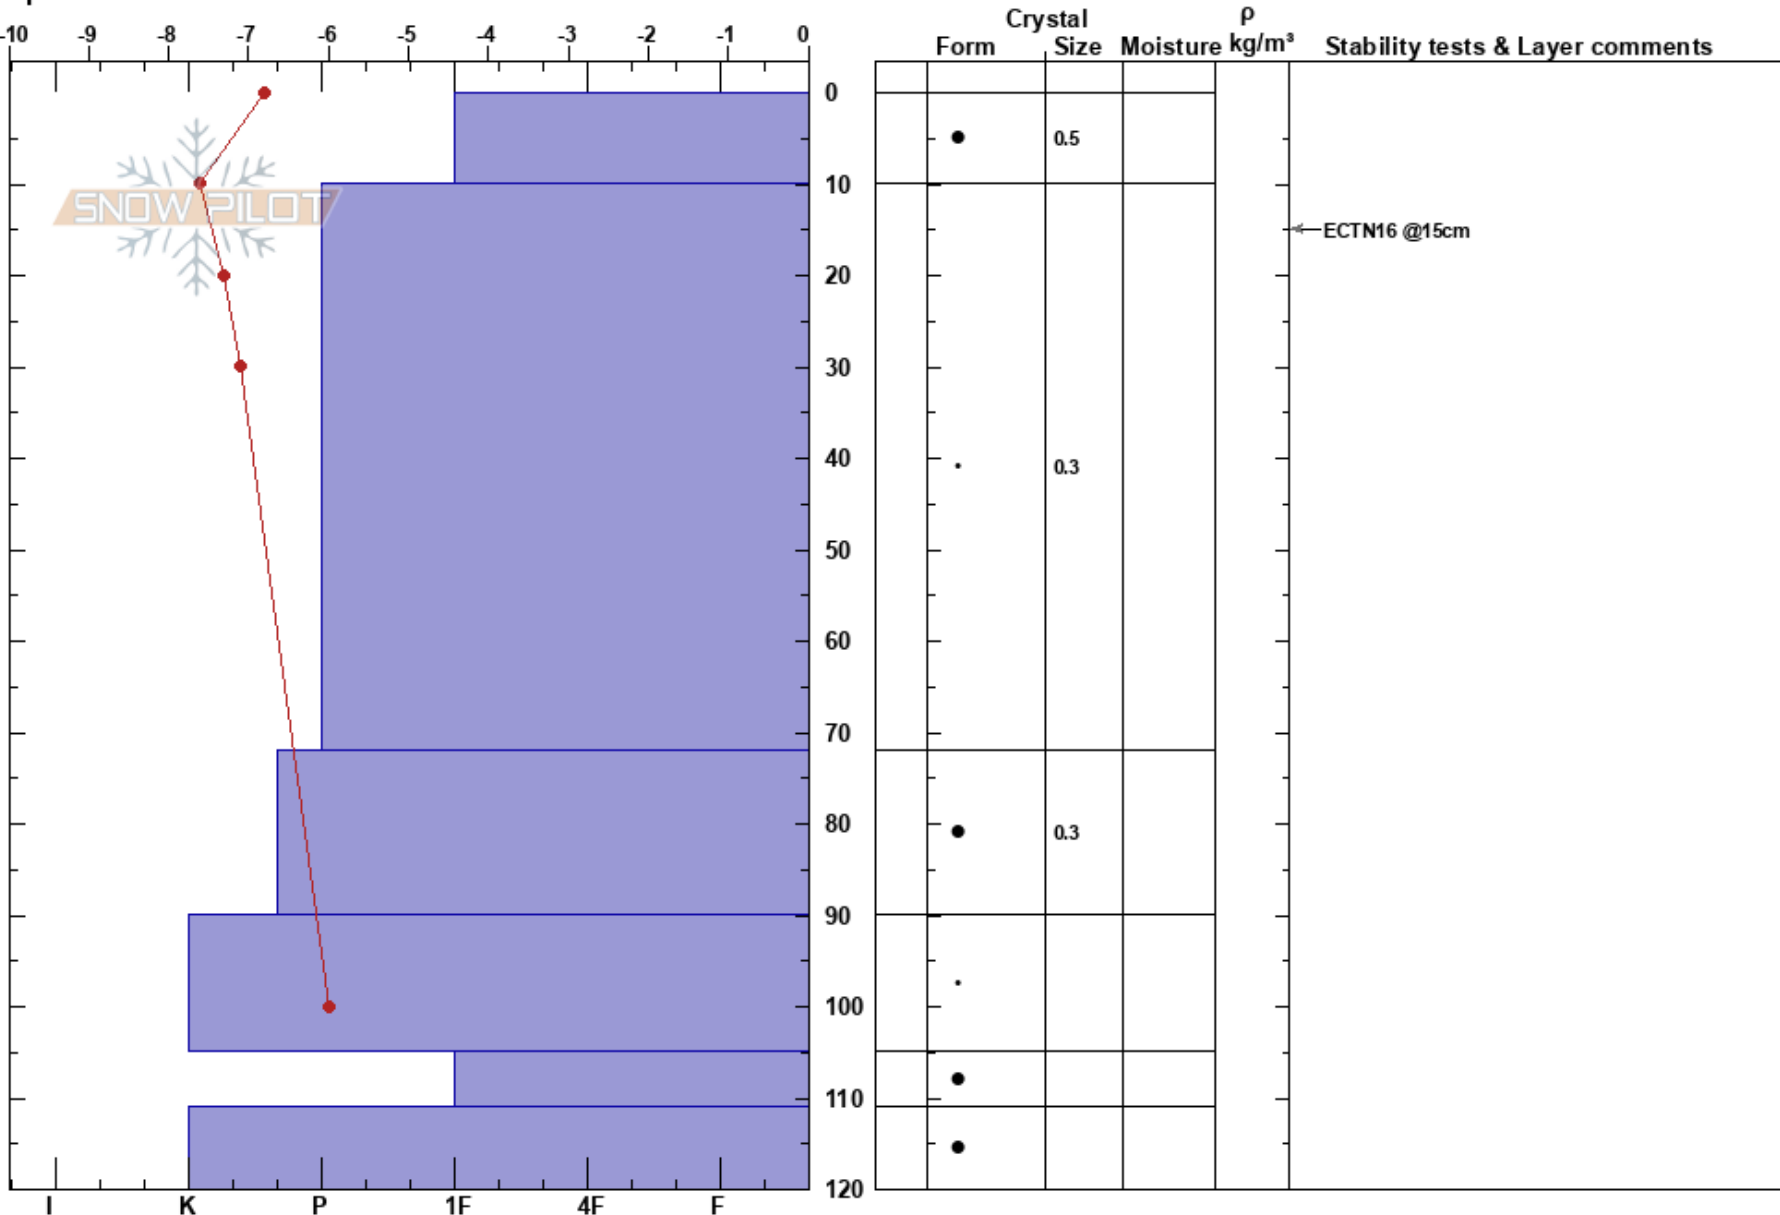 -10 -9 -8 -7 -6 -5 -4 -3 -2 -1 0
Crystal
ρ
Form Size Moisture kg/m³ Stability tests & Layer comments
0
0.5
SNOW PILOT
10
ECTN16 @15cm
20
30
40
0.3
50
60
70
80
0.3
90
100
110
120
I K P 1F 4F F